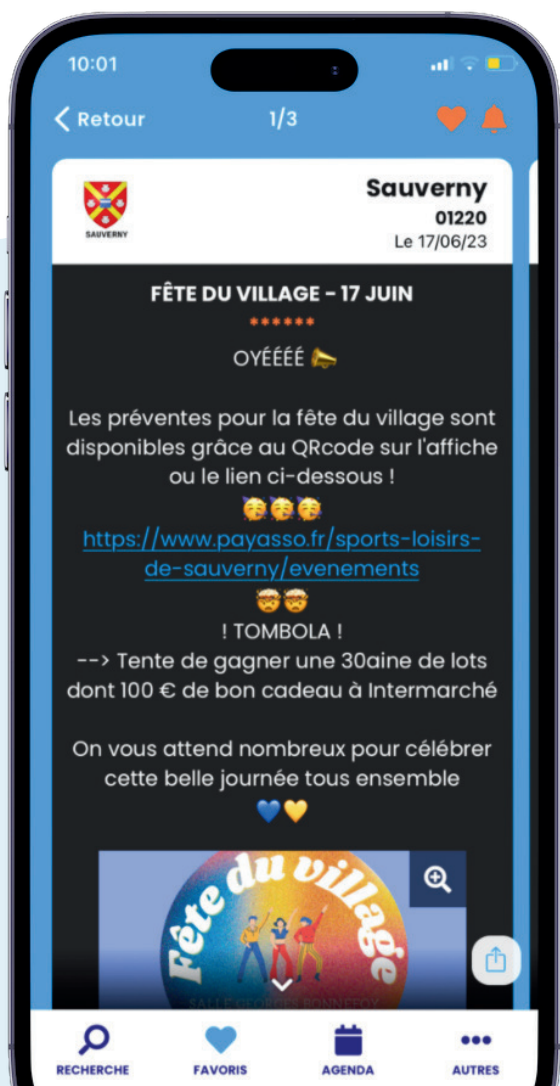 10:01
Retour
1/3
SAUVERNY
Sauverny
01220
Le 17/06/23
FÊTE DU VILLAGE - 17 JUIN
******
OYÉÉÉÉ
Les préventes pour la fête du village sont
disponibles grâce au QRcode sur l'affiche
ou le lien ci-dessous !
https://www.payasso.fr/sports-loisirs-
de-sauverny/evenements
! TOMBOLA !
--> Tente de gagner une 30aine de lots
dont 100 € de bon cadeau à Intermarché
On vous attend nombreux pour célébrer
cette belle journée tous ensemble
Fête du village
SALLE GEORGES BONNEFOY
RECHERCHE
FAVORIS
AGENDA
AUTRES